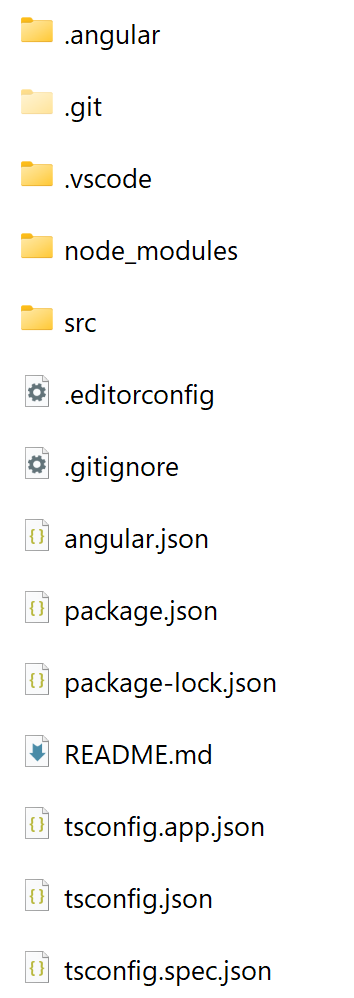 .angular
.git
.vscode
node_modules
src
.editorconfig
.gitignore
angular.json
package.json
package-lock.json
README.md
tsconfig.app.json
tsconfig.json
tsconfig.spec.json